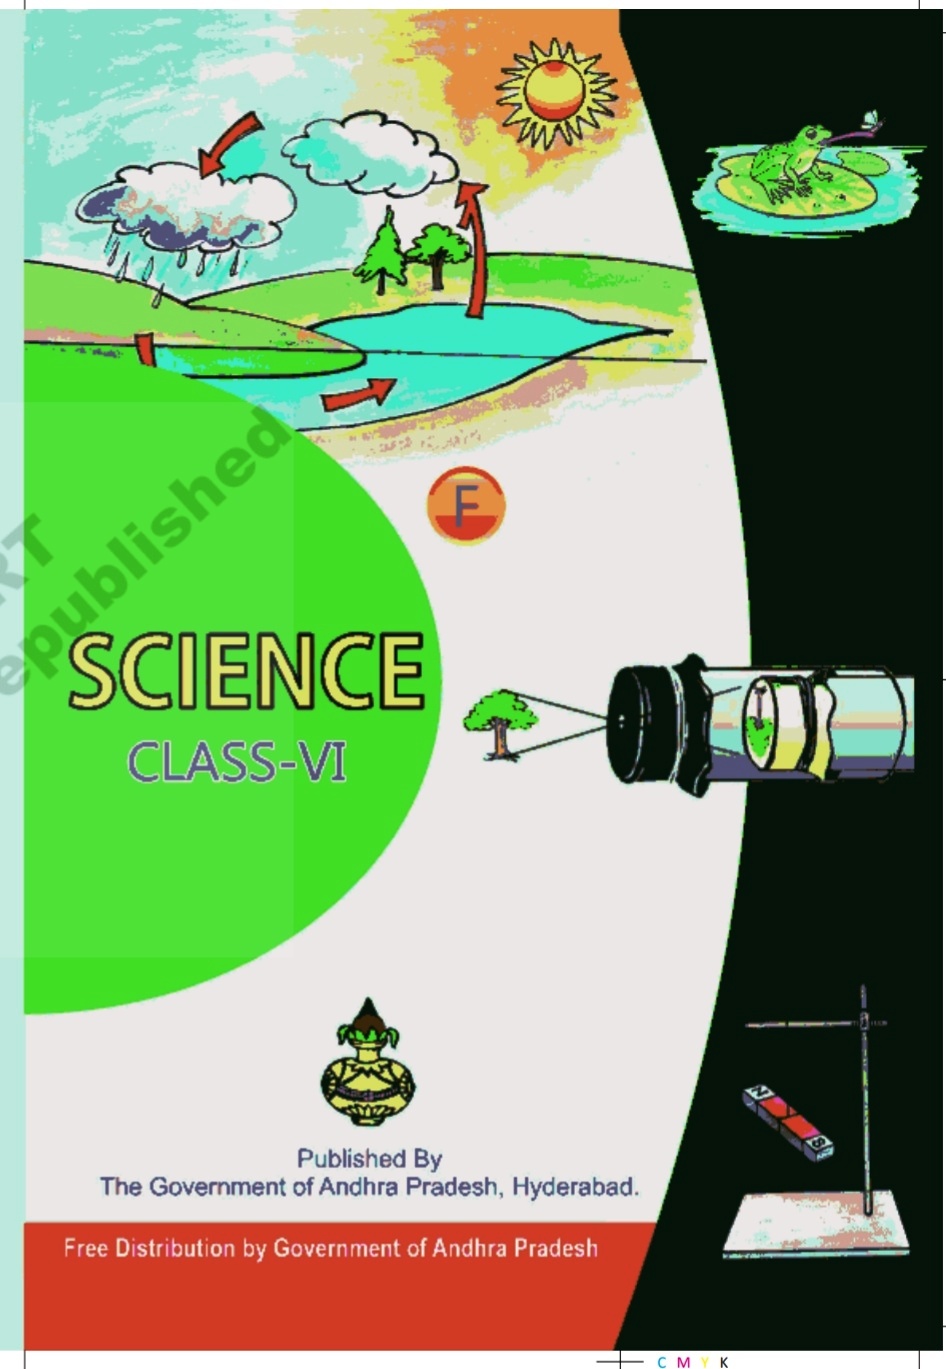 F
RT
epublished
SCIENCE
CLASS-VI
N
S
Published By
The Government of Andhra Pradesh, Hyderabad.
Free Distribution by Government of Andhra Pradesh
C M Y K